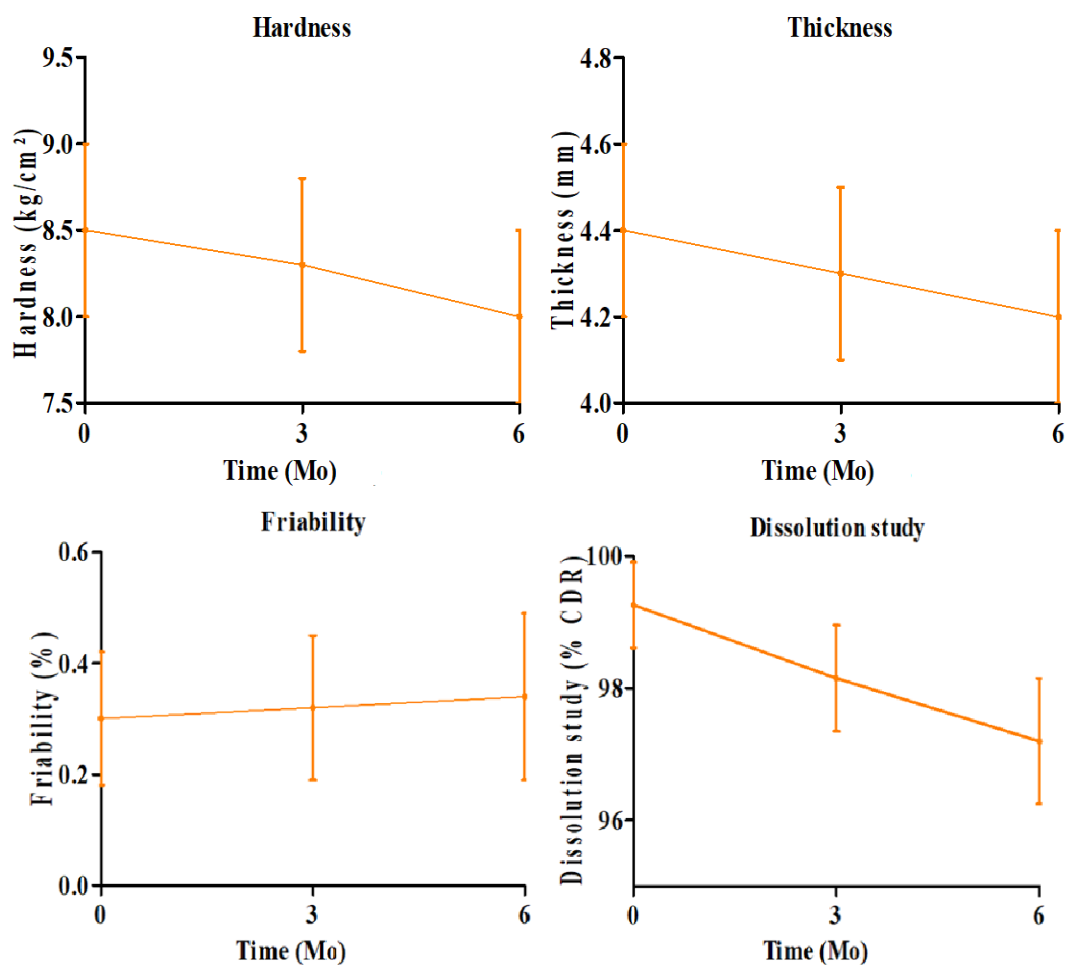 Hardness
9.5
9.0
8.5
8.0
7.5
Hardness (kg/cm²)
0 3 6
Time (Mo)
Thickness
4.8
4.6
4.4
4.2
4.0
Thickness (mm)
0 3 6
Time (Mo)
Friability
0.6
0.4
0.2
0.0
Friability (%)
0 3 6
Time (Mo)
Dissolution study
100
98
96
Dissolution study (% CDR)
0 3 6
Time (Mo)